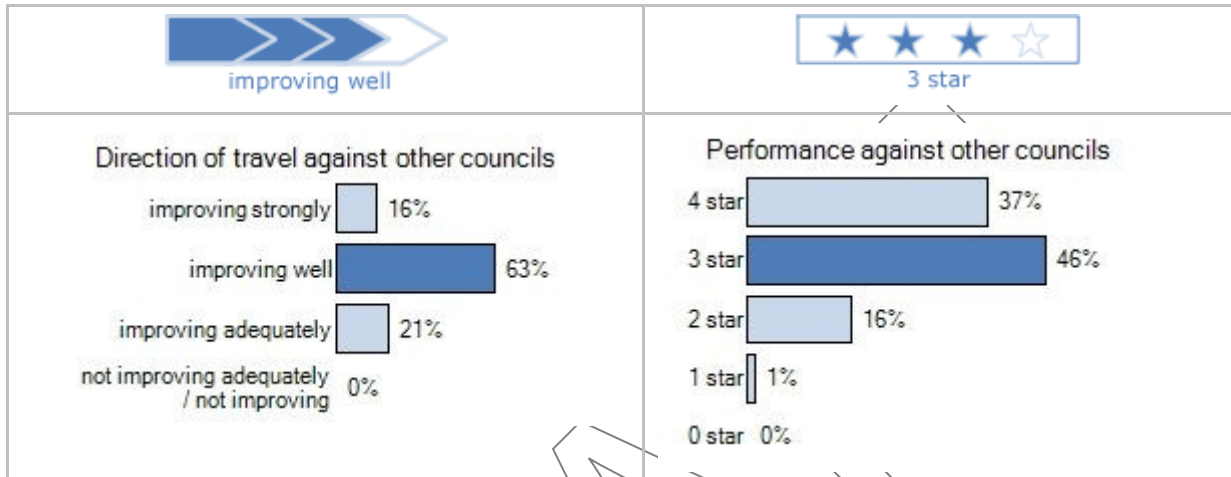 improving well
3 star
Direction of travel against other councils
improving strongly 16%
improving well 63%
improving adequately 21%
not improving adequately
/ not improving 0%
Performance against other councils
4 star 37%
3 star 46%
2 star 16%
1 star 1%
0 star 0%